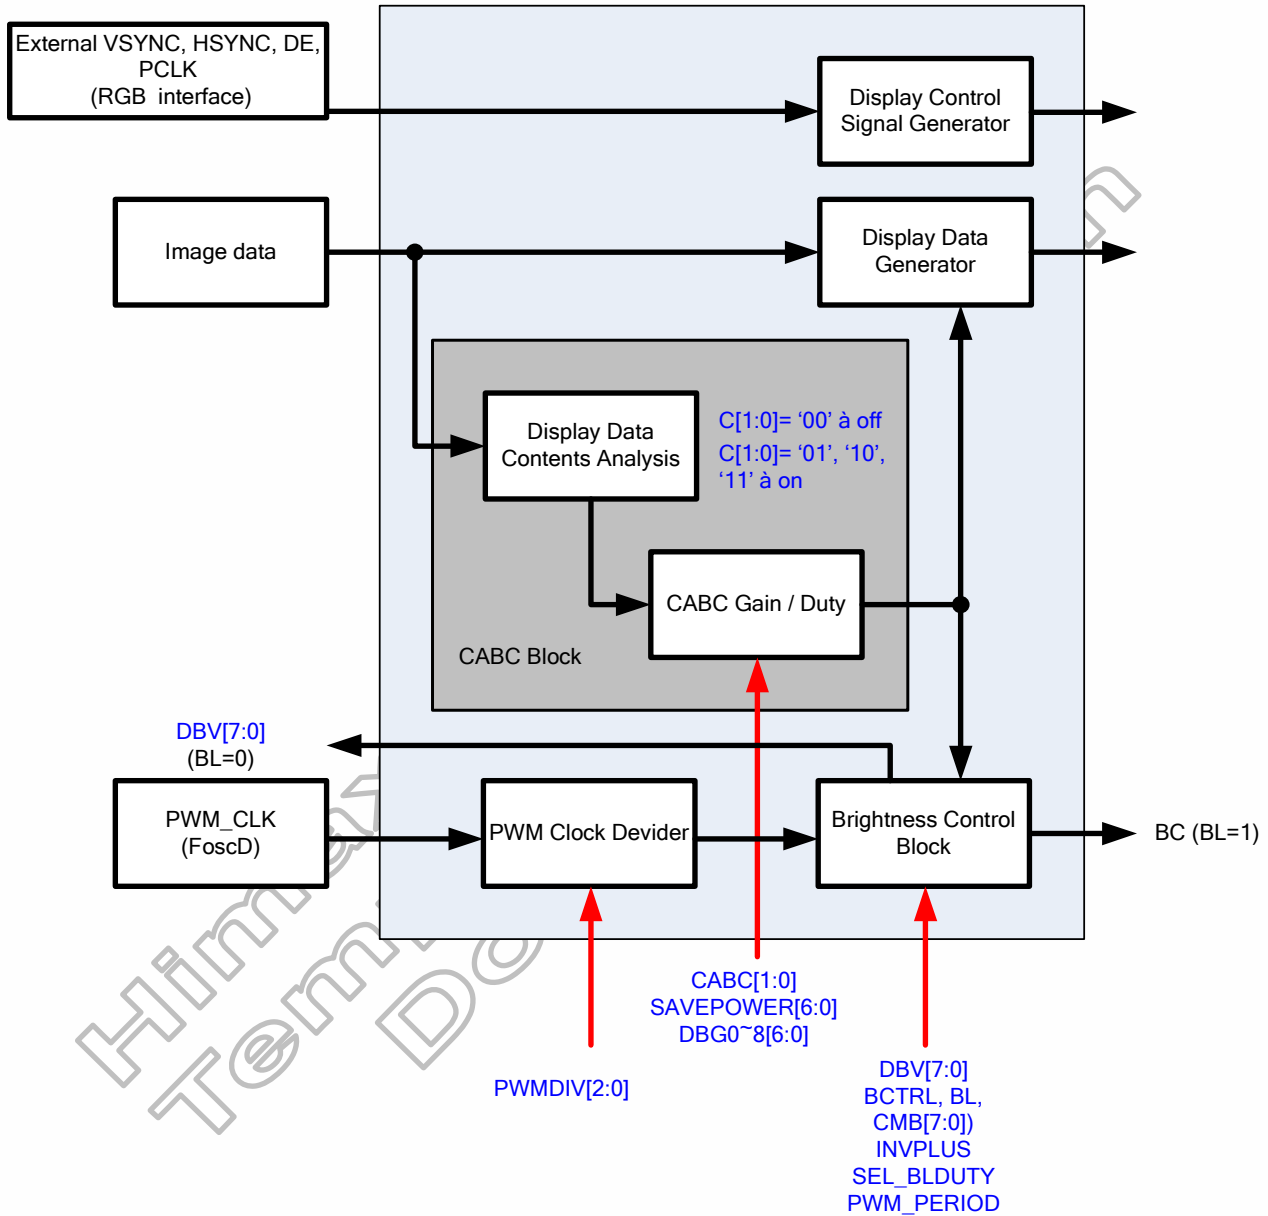 External VSYNC, HSYNC, DE,
PCLK
(RGB interface)
Display Control
Signal Generator
Image data
Display Data
Generator
Display Data
Contents Analysis
C[1:0]= ‘00’ à off
C[1:0]= ‘01’, ‘10’,
‘11’ à on
CABC Gain / Duty
CABC Block
DBV[7:0]
(BL=0)
PWM_CLK
(FoscD)
PWM Clock Devider
Brightness Control
Block
BC (BL=1)
CABC[1:0]
SAVEPOWER[6:0]
DBG0~8[6:0]
PWMDIV[2:0]
DBV[7:0]
BCTRL, BL,
CMB[7:0])
INVPLUS
SEL_BLDUTY
PWM_PERIOD
Himax